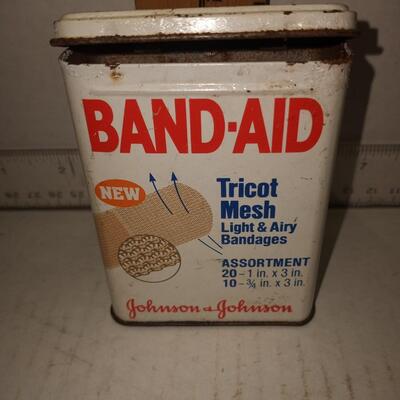 BAND-AID
NEW
Tricot
Mesh
Light & Airy
Bandages
ASSORTMENT
20–1 in. x 3 in.
10–¾ in. x 3 in.
Johnson & Johnson